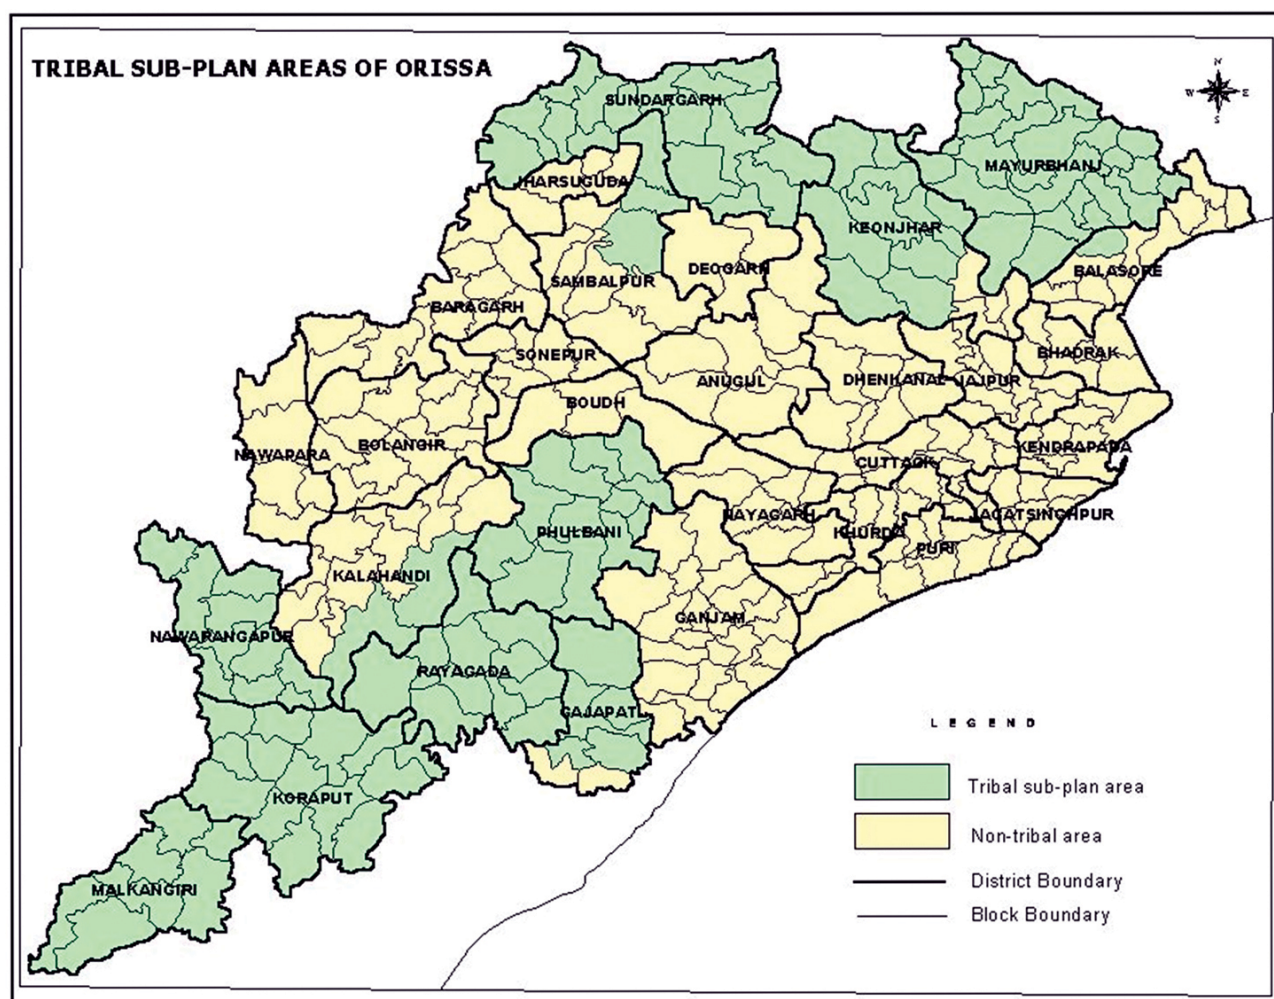 TRIBAL SUB-PLAN AREAS OF ORISSA
N
W E
S
SUNDARGARH
MAYURBHANJ
JHARSUGUDA
KEONJHAR
DEOGARH
BALASORE
SAMBALPUR
BARAGARH
SONEPUR
BHADRAK
ANUGUL
DHENKANAL
JAJPUR
BOUDH
BOLANGIR
KENDRAPADA
NAWAPARA
CUTTACK
NAYAGARH
JAGATSINGHPUR
PHULBANI
KHURDA
PURI
KALAHANDI
GANJAM
NAWARANGAPUR
RAYAGADA
GAJAPATI
LEGEND
Tribal sub-plan area
KORAPUT
Non-tribal area
District Boundary
MALKANGIRI
Block Boundary